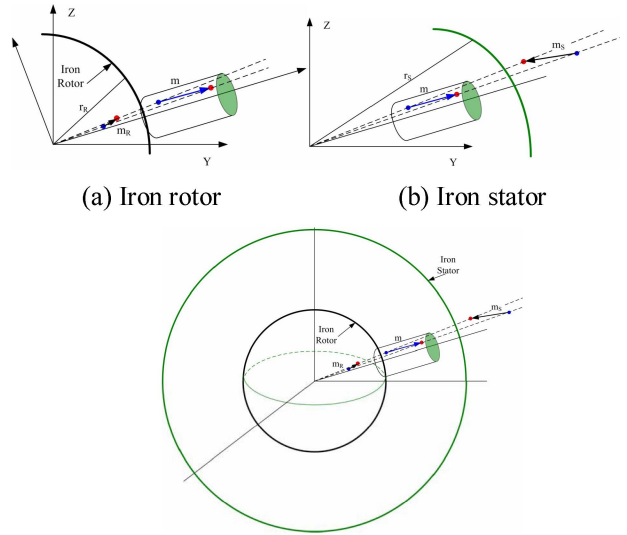 Z
Iron
Rotor
m
r_R
m_R
Y
(a) Iron rotor
Z
m_S
r_S
m
Y
(b) Iron stator
Iron
Stator
Iron
Rotor
m_S
m
m_R